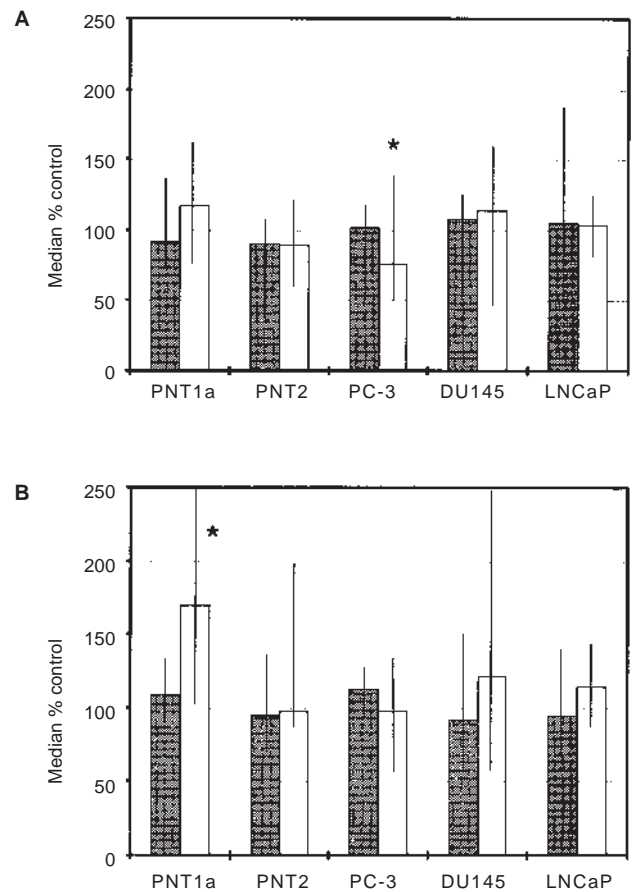 A
250
200
150
100
50
0
Median % control
*
PNT1a PNT2 PC-3 DU145 LNCaP
B
250
200
150
100
50
0
Median % control
*
PNT1a PNT2 PC-3 DU145 LNCaP